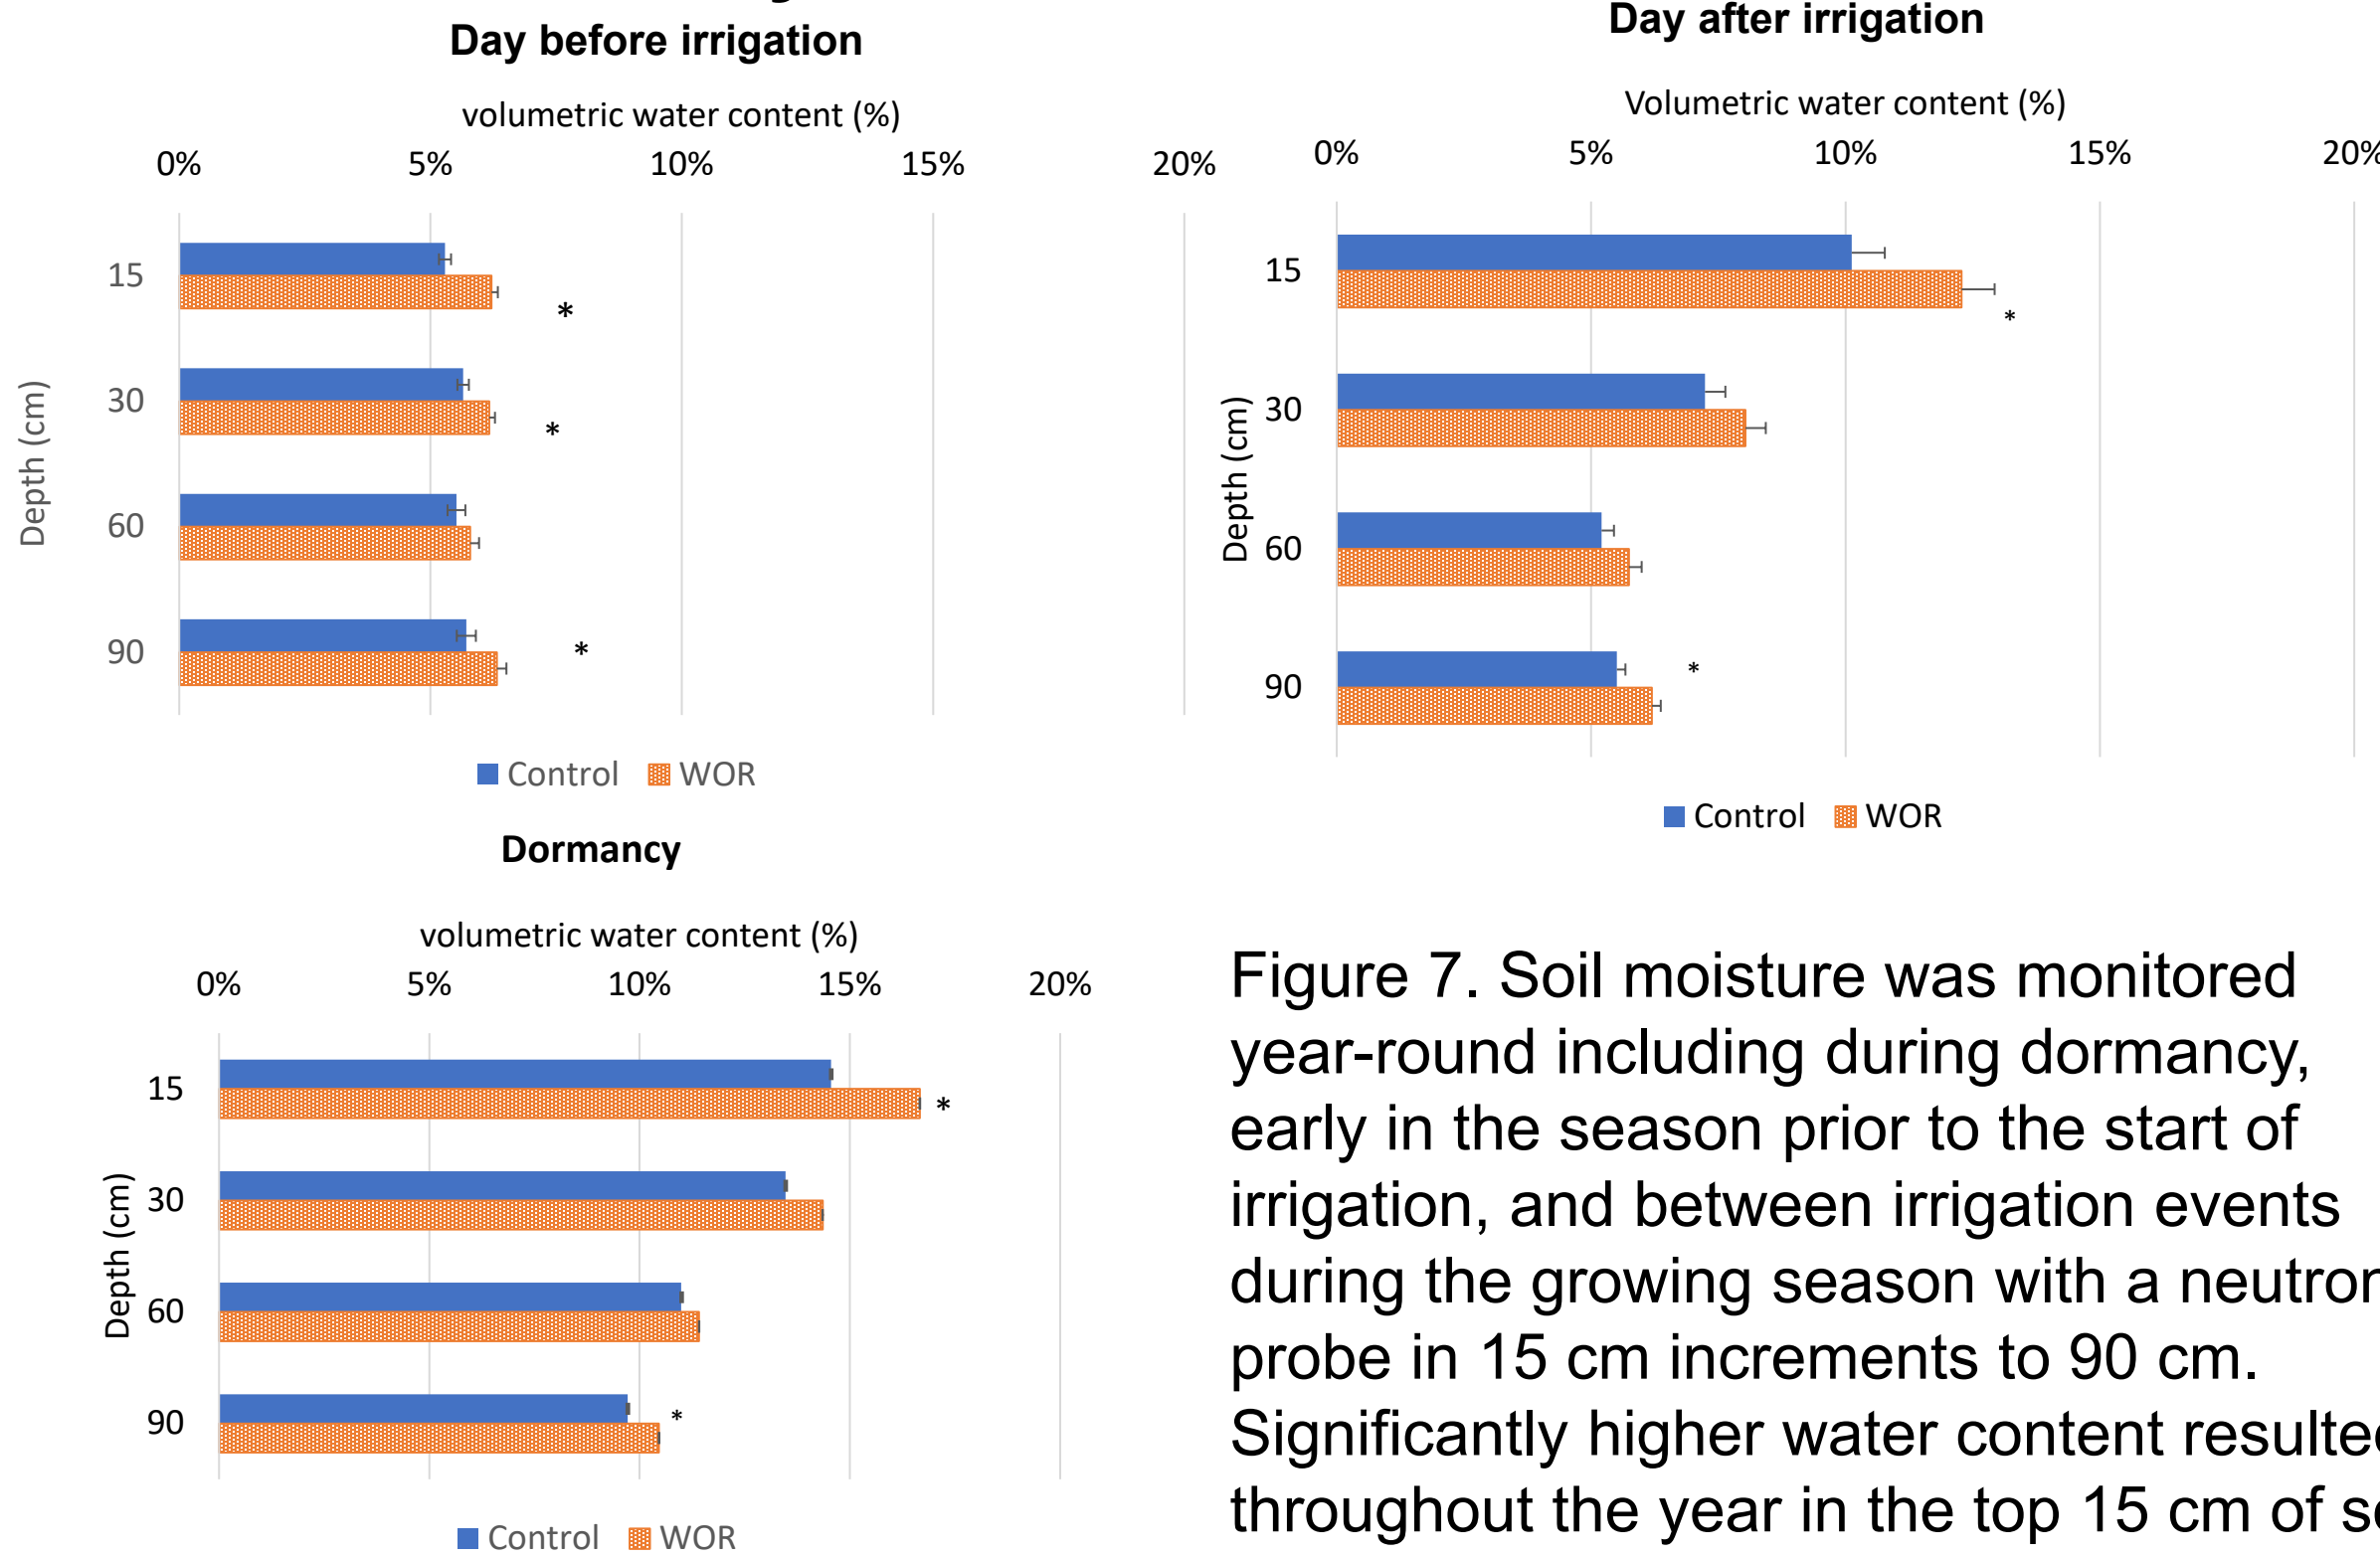 Day before irrigation
volumetric water content (%)
0% 5% 10% 15% 20%
Depth (cm)
15
*
30
*
60
90
*
Control WOR
Day after irrigation
Volumetric water content (%)
0% 5% 10% 15% 20%
Depth (cm)
15
*
30
60
90
*
Control WOR
Dormancy
volumetric water content (%)
0% 5% 10% 15% 20%
Depth (cm)
15
*
30
60
90
*
Control WOR
Figure 7. Soil moisture was monitored
year-round including during dormancy,
early in the season prior to the start of
irrigation, and between irrigation events
during the growing season with a neutron
probe in 15 cm increments to 90 cm.
Significantly higher water content resulted
throughout the year in the top 15 cm of